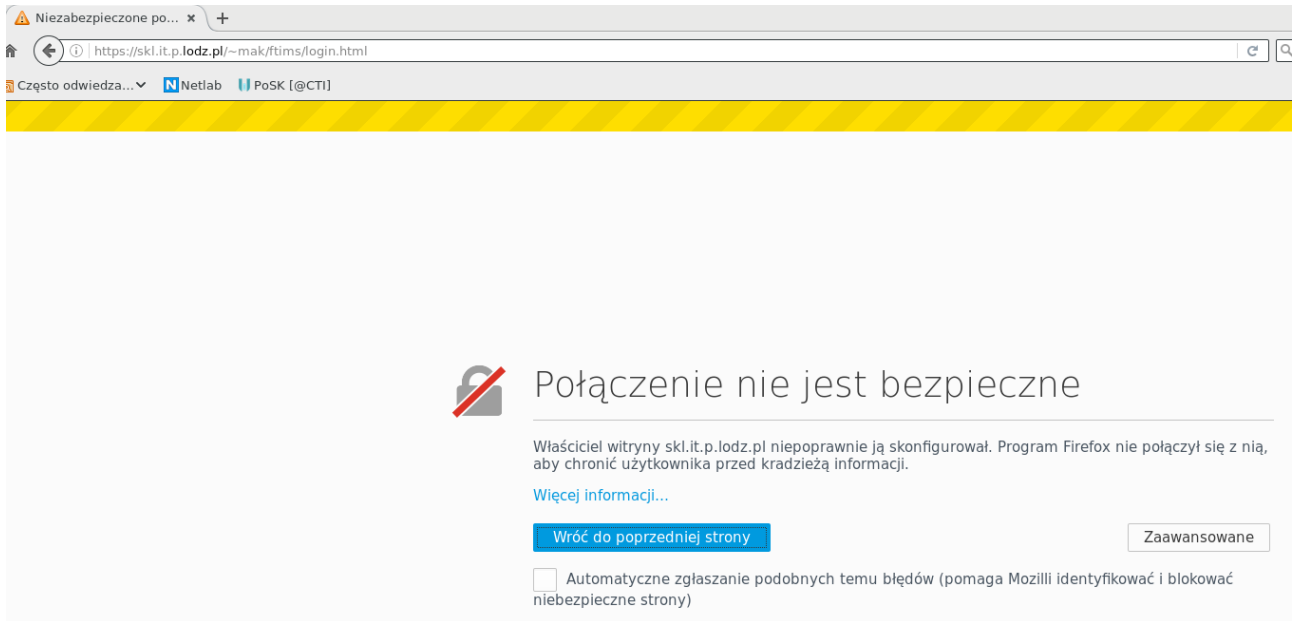 Niezabezpieczone po...
https://skl.it.p.lodz.pl/~mak/ftims/login.html
Często odwiedza... Netlab PoSK [@CTI]
Połączenie nie jest bezpieczne
Właściciel witryny skl.it.p.lodz.pl niepoprawnie ją skonfigurował. Program Firefox nie połączył się z nią,
aby chronić użytkownika przed kradzieżą informacji.
Więcej informacji...
Wróć do poprzedniej strony Zaawansowane
Automatyczne zgłaszanie podobnych temu błędów (pomaga Mozilli identyfikować i blokować
niebezpieczne strony)